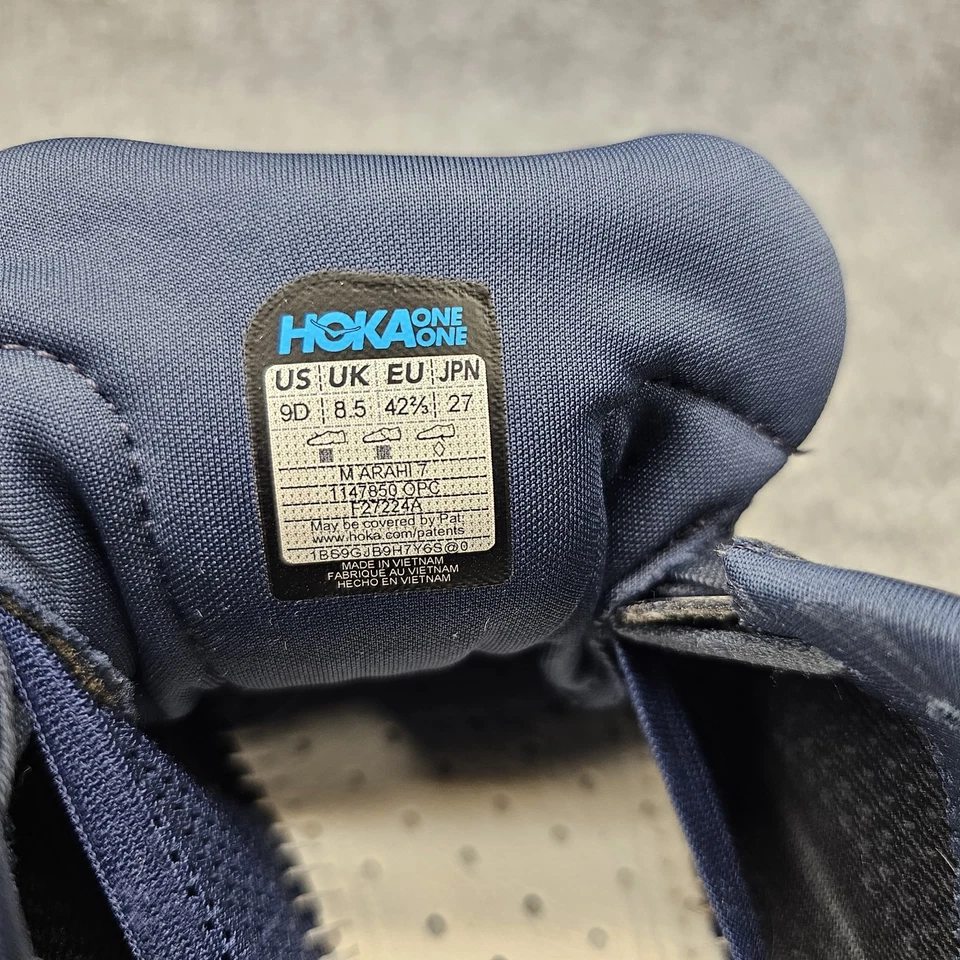 HOKA ONE ONE
US UK EU JPN
9D 8.5 42⅔ 27
M ARAHI 7
1147850 OPC
F27224A
May be covered by Pat:
www.hoka.com/patents
1B69GJB9H7Y6S@0
MADE IN VIETNAM
FABRIQUÉ AU VIETNAM
HECHO EN VIETNAM